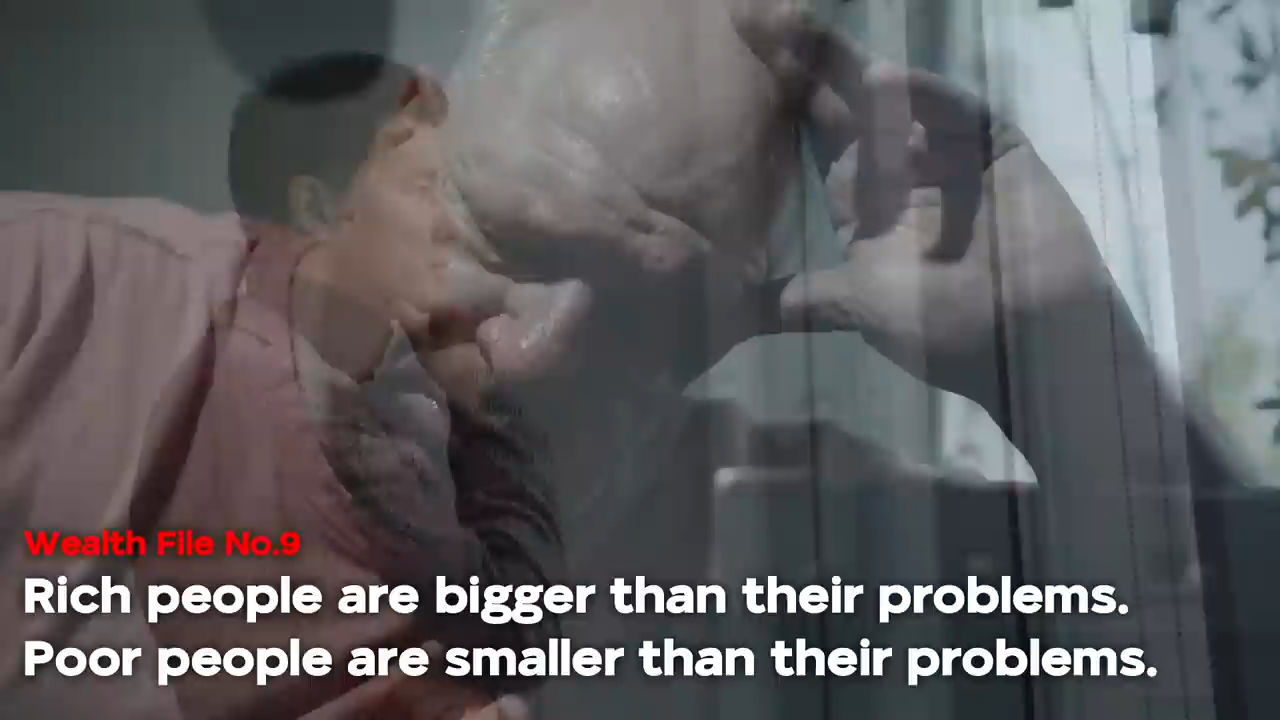 Wealth File No.9
Rich people are bigger than their problems.
Poor people are smaller than their problems.